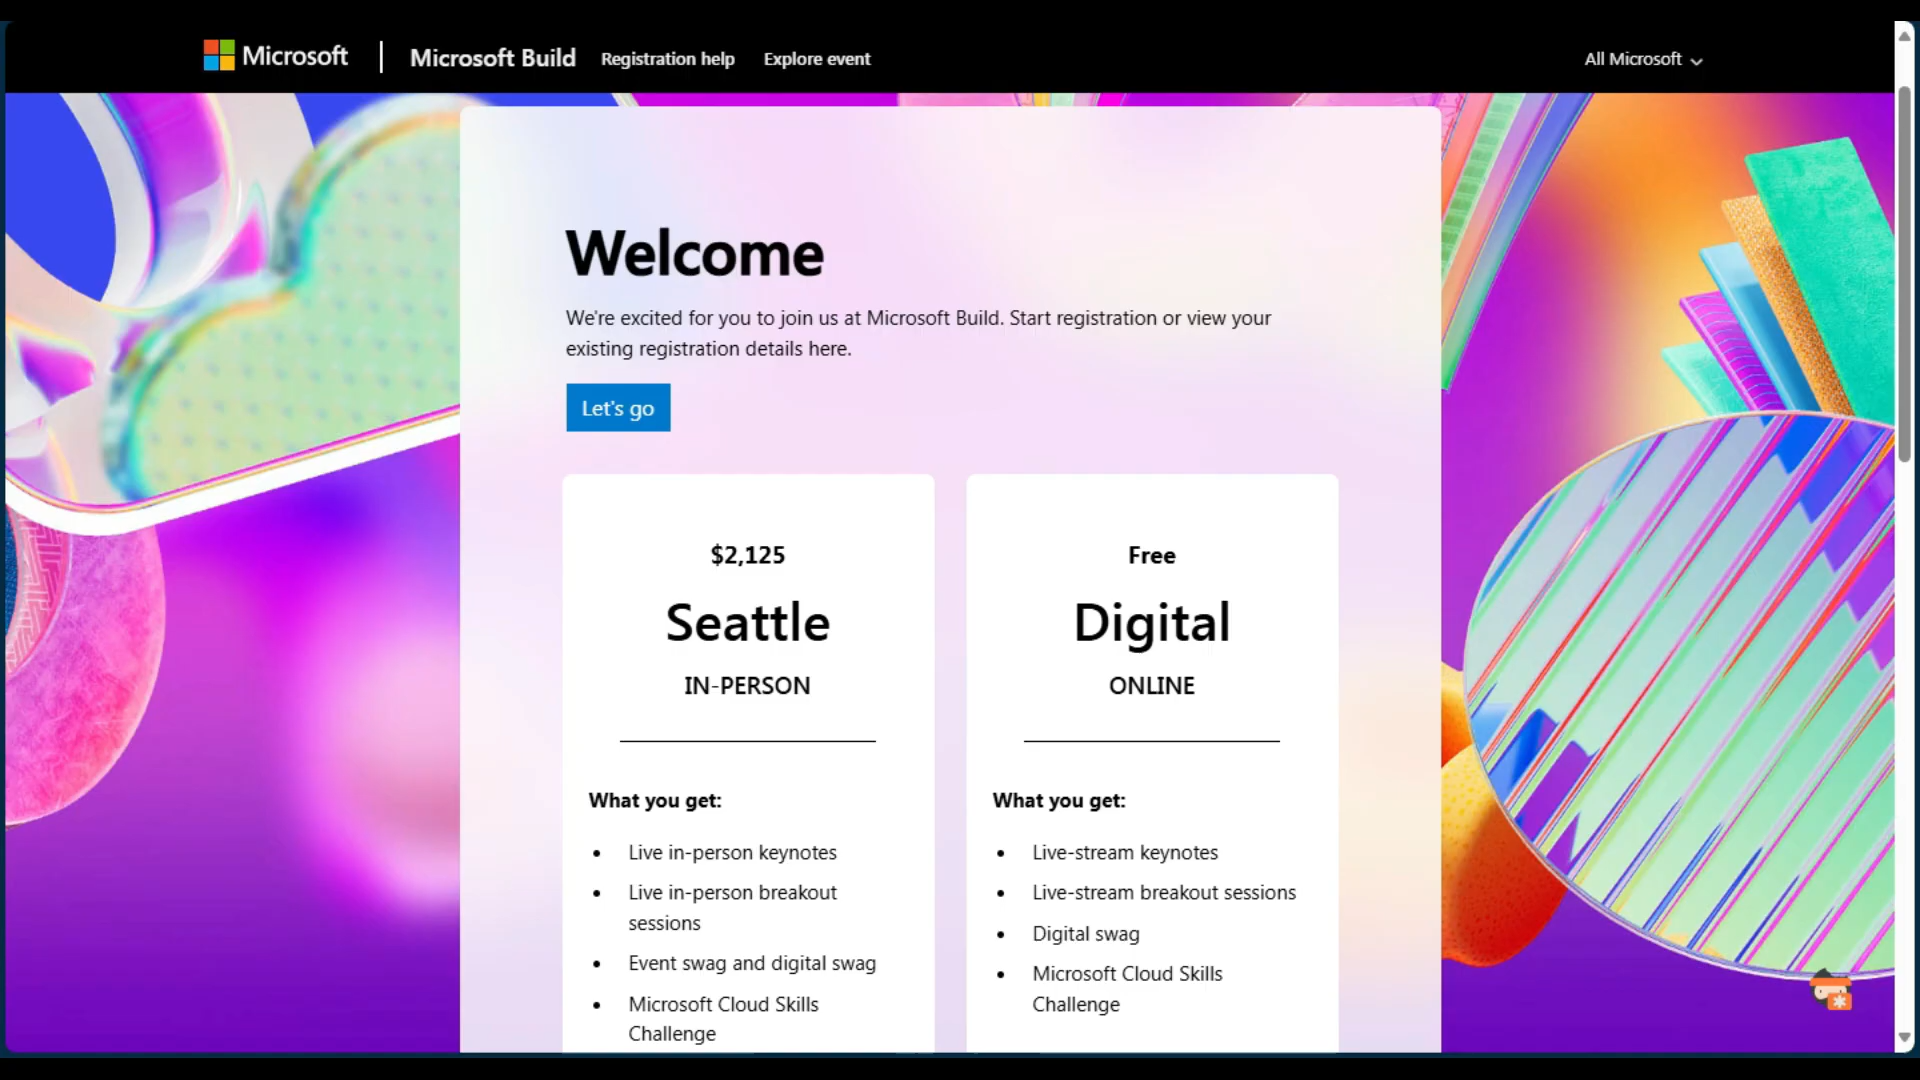 Microsoft
Microsoft Build
Registration help
Explore event
All Microsoft
Welcome
We're excited for you to join us at Microsoft Build. Start registration or view your
existing registration details here.
Let's go
$2,125
Seattle
IN-PERSON
What you get:
• Live in-person keynotes
• Live in-person breakout
sessions
• Event swag and digital swag
• Microsoft Cloud Skills
Challenge
Free
Digital
ONLINE
What you get:
• Live-stream keynotes
• Live-stream breakout sessions
• Digital swag
• Microsoft Cloud Skills
Challenge